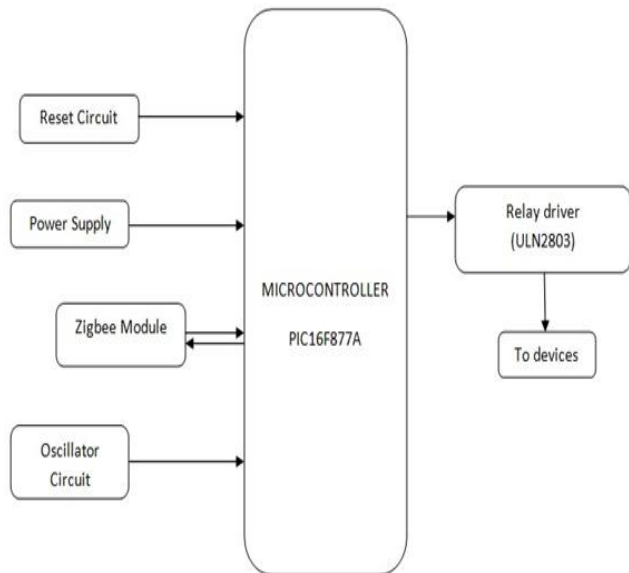 Reset Circuit
Power Supply
Zigbee Module
Oscillator
Circuit
MICROCONTROLLER
PIC16F877A
Relay driver
(ULN2803)
To devices